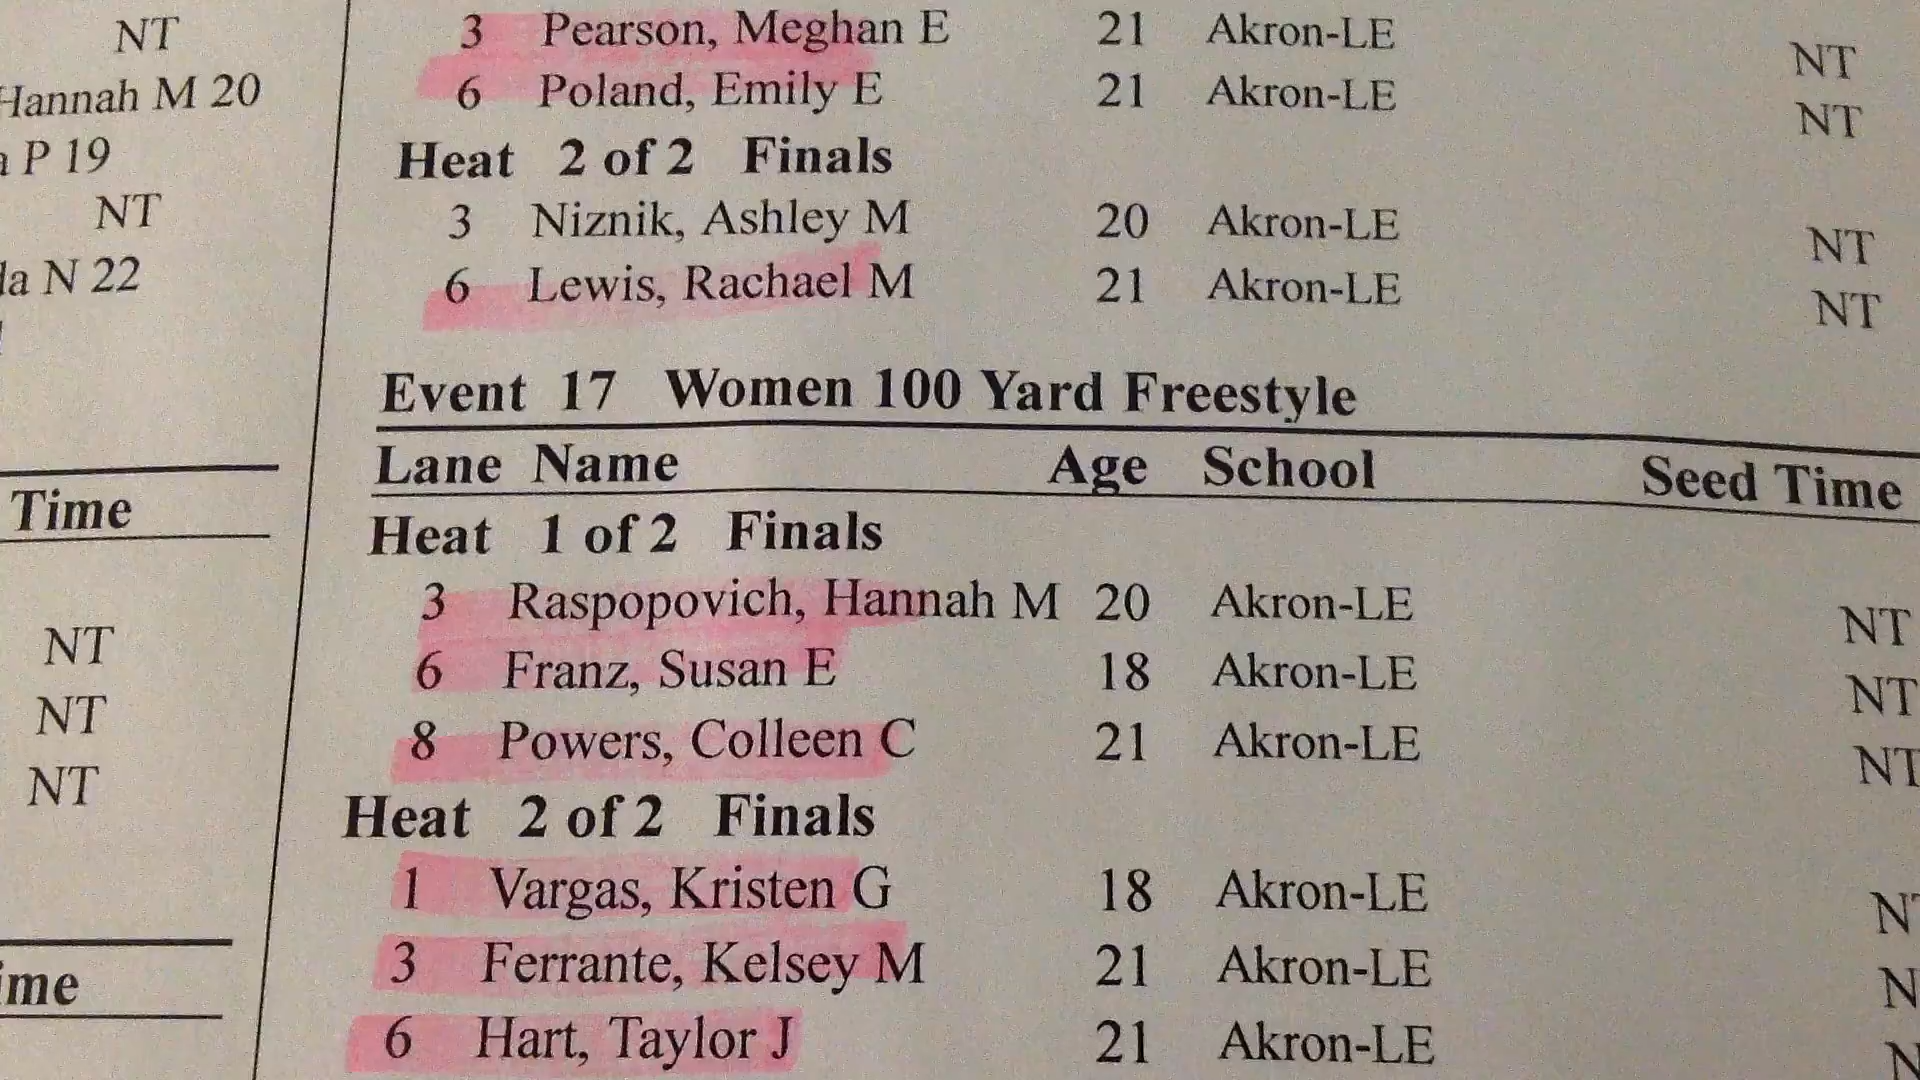 NT
Hannah M 20
P 19
NT
la N 22
Time
NT
NT
NT
ime
3 Pearson, Meghan E 21 Akron-LE NT
6 Poland, Emily E 21 Akron-LE NT
Heat 2 of 2 Finals
3 Niznik, Ashley M 20 Akron-LE NT
6 Lewis, Rachael M 21 Akron-LE NT
Event 17 Women 100 Yard Freestyle
Lane Name Age School Seed Time
Heat 1 of 2 Finals
3 Raspopovich, Hannah M 20 Akron-LE NT
6 Franz, Susan E 18 Akron-LE NT
8 Powers, Colleen C 21 Akron-LE NT
Heat 2 of 2 Finals
1 Vargas, Kristen G 18 Akron-LE NT
3 Ferrante, Kelsey M 21 Akron-LE N
6 Hart, Taylor J 21 Akron-LE N